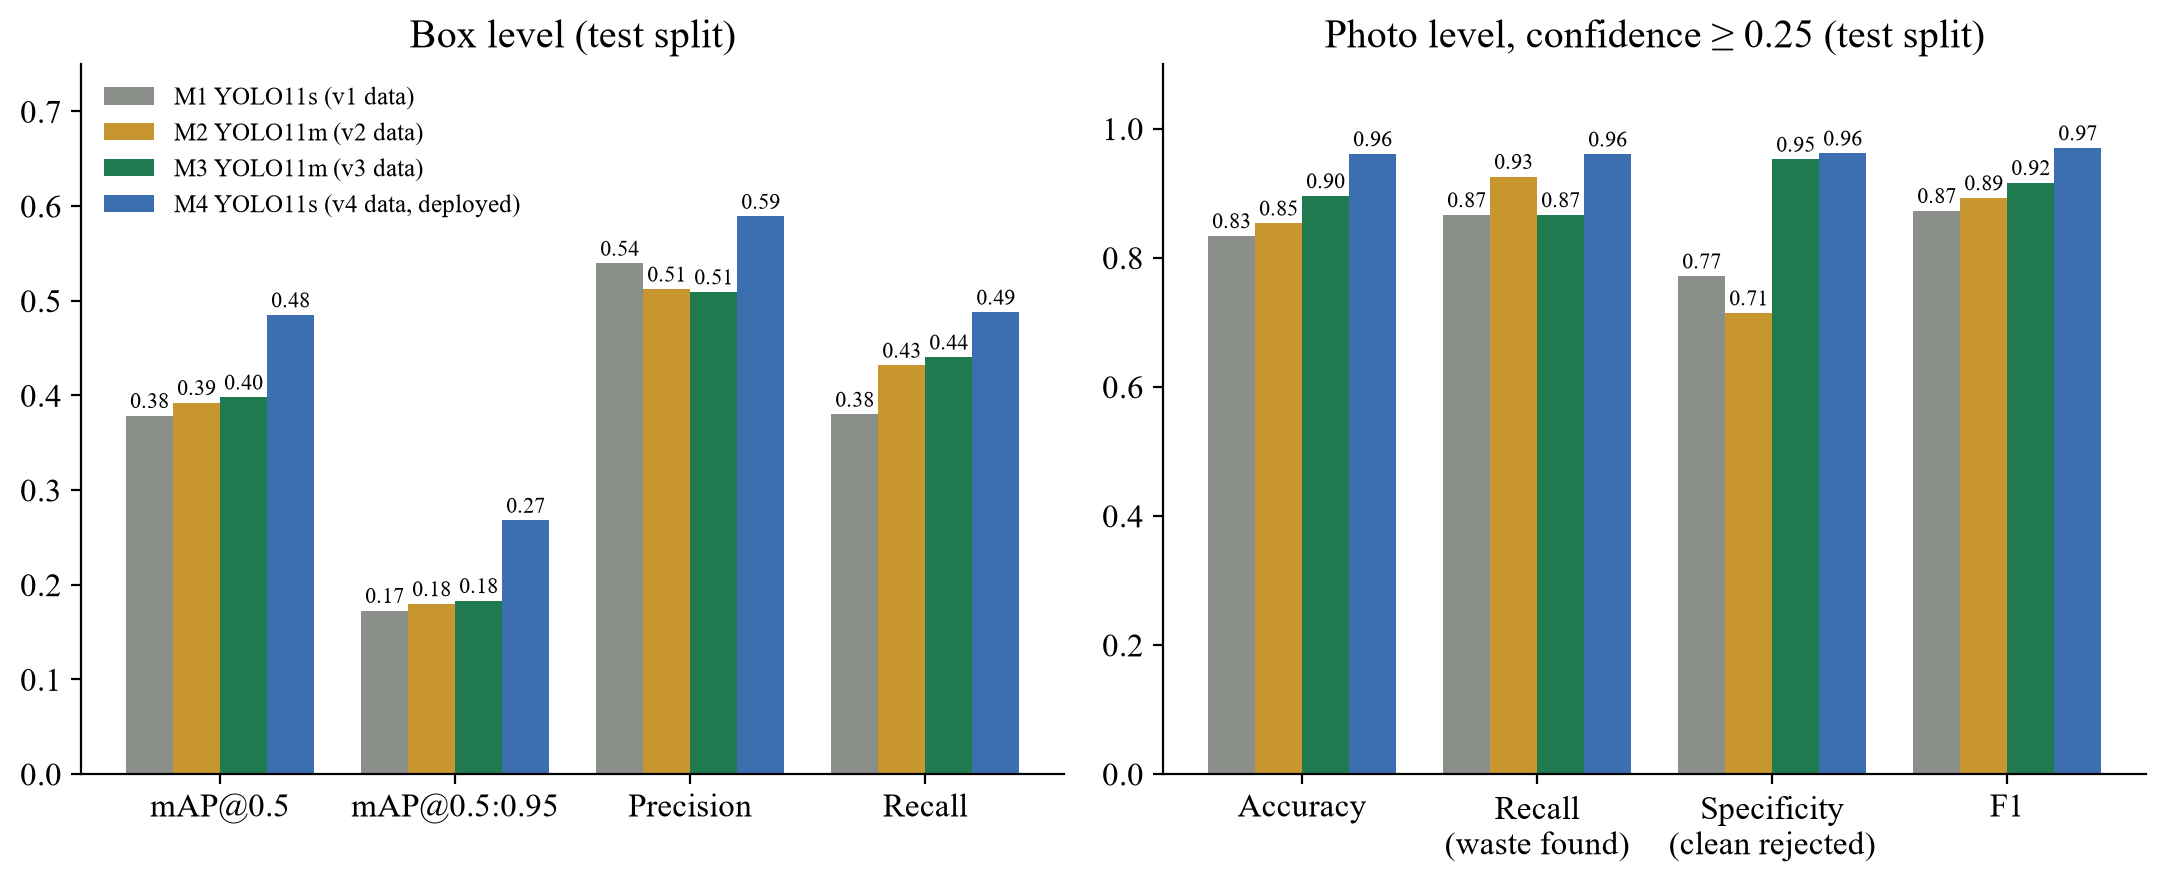 Box level (test split)
M1 YOLO11s (v1 data)
M2 YOLO11m (v2 data)
M3 YOLO11m (v3 data)
M4 YOLO11s (v4 data, deployed)
0.7
0.6
0.5
0.4
0.3
0.2
0.1
0.0
0.38 0.39 0.40 0.48
0.17 0.18 0.18 0.27
0.54 0.51 0.51 0.59
0.38 0.43 0.44 0.49
mAP@0.5 mAP@0.5:0.95 Precision Recall
Photo level, confidence ≥ 0.25 (test split)
1.0
0.8
0.6
0.4
0.2
0.0
0.83 0.85 0.90 0.96
0.87 0.93 0.87 0.96
0.77 0.71 0.95 0.96
0.87 0.89 0.92 0.97
Accuracy Recall Specificity F1
(waste found) (clean rejected)